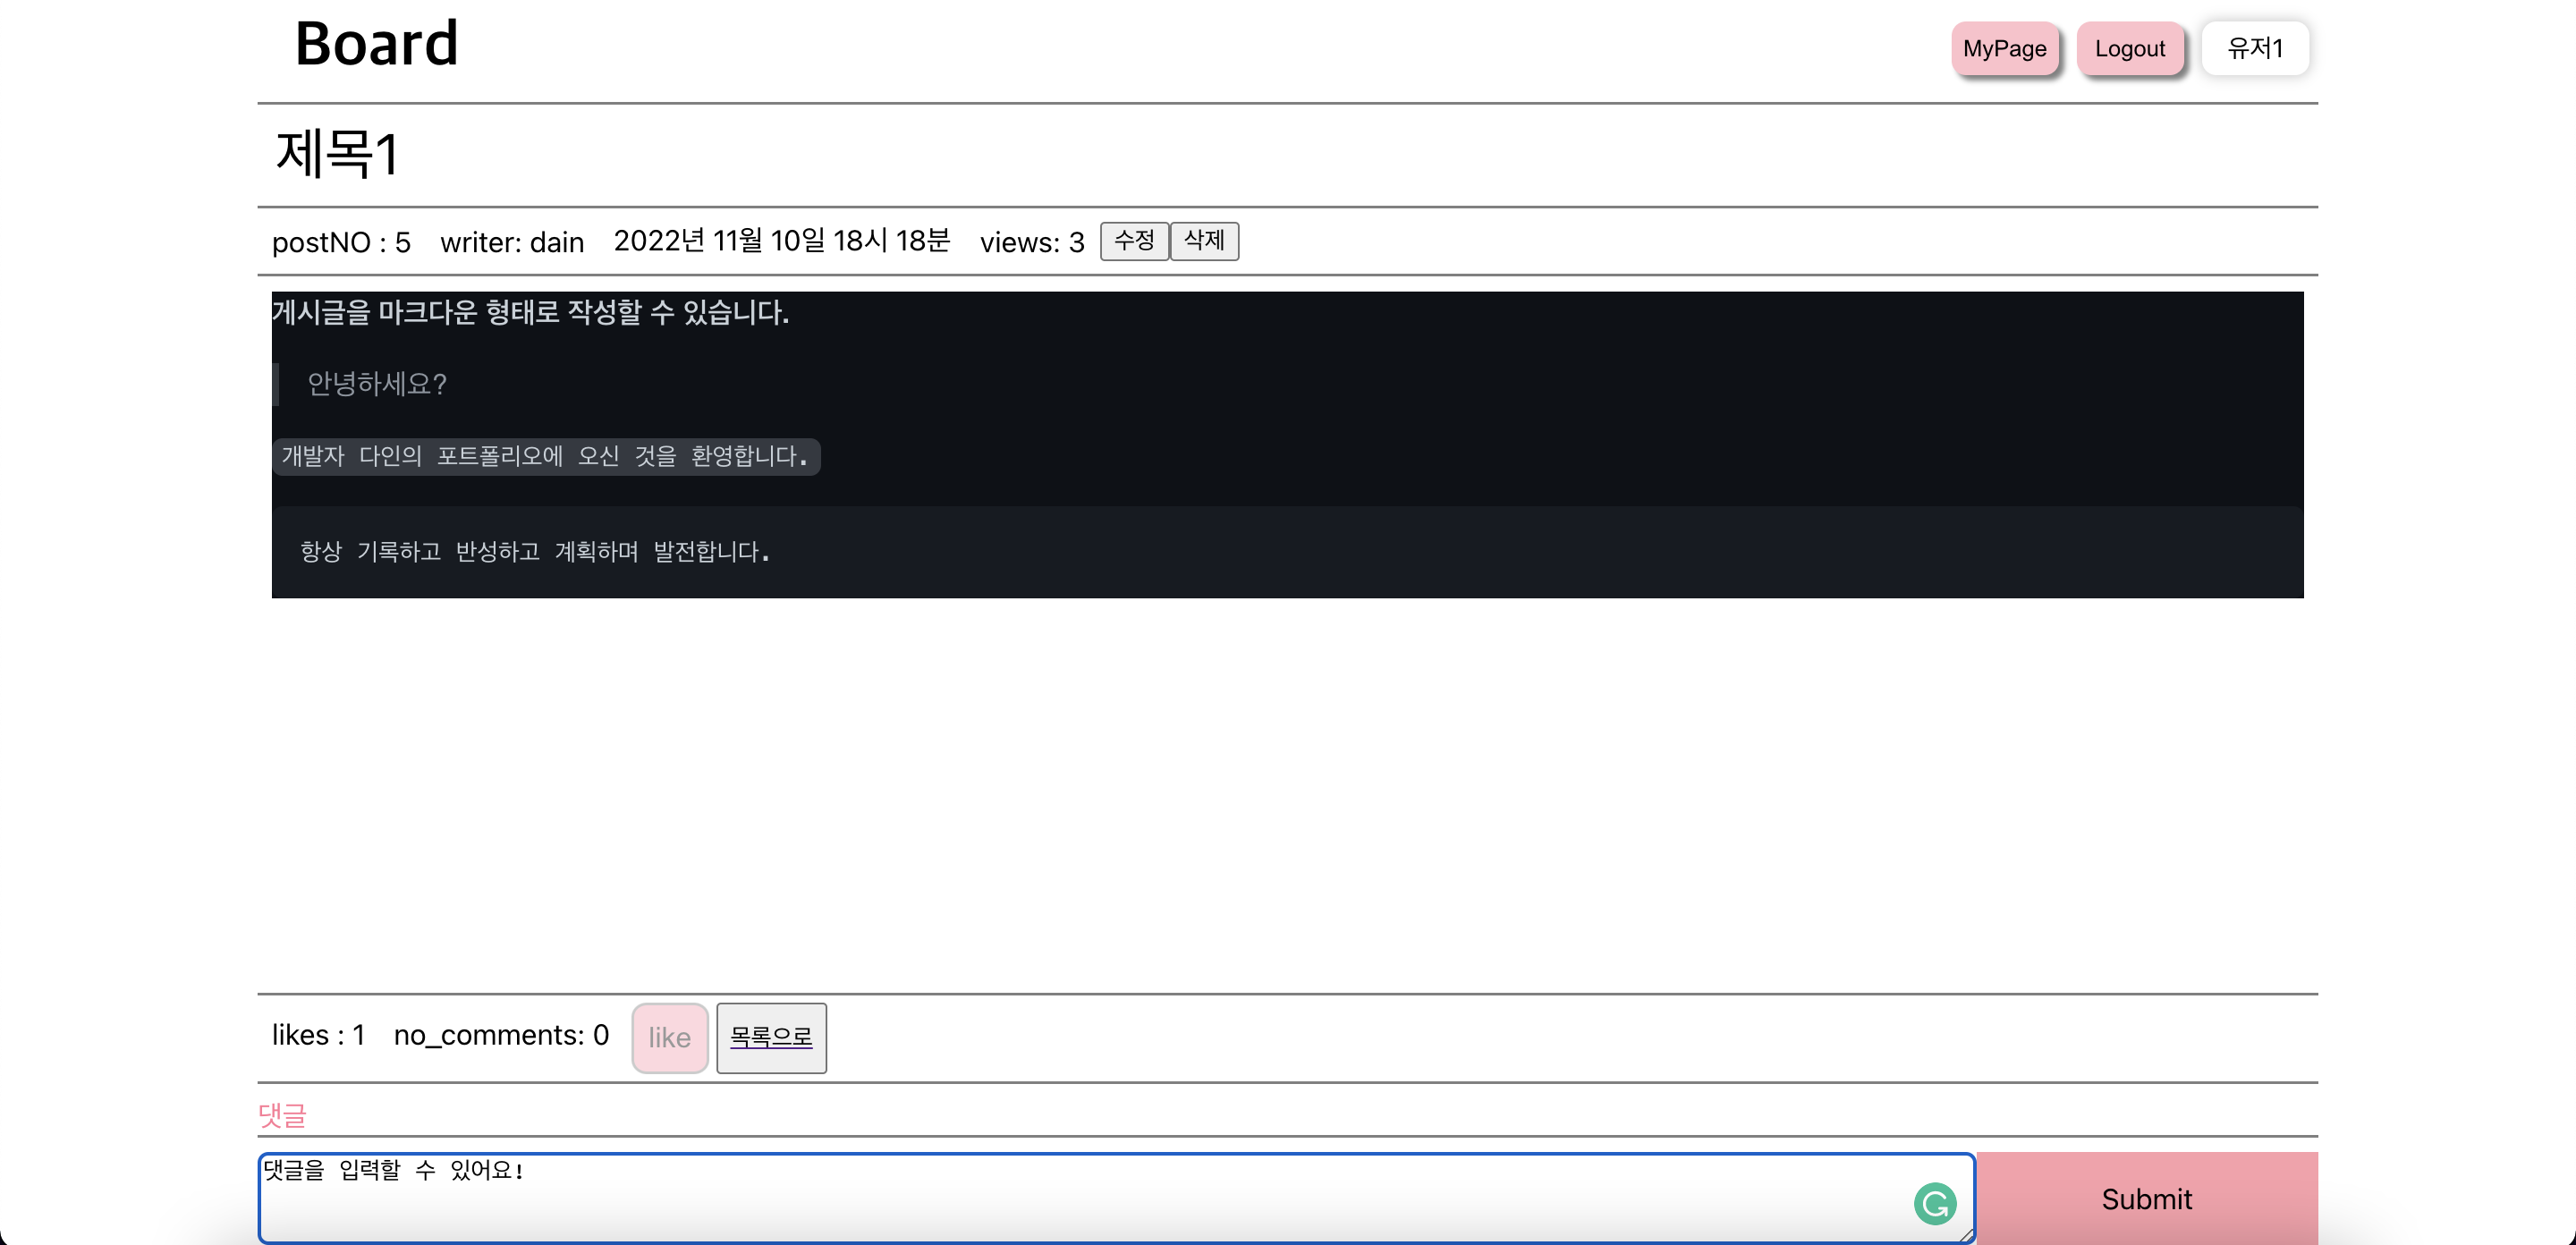 Board
MyPage Logout 유저1
제목1
postNO : 5 writer: dain 2022년 11월 10일 18시 18분 views: 3 수정 삭제
게시글을 마크다운 형태로 작성할 수 있습니다.
안녕하세요?
개발자 다인의 포트폴리오에 오신 것을 환영합니다.
항상 기록하고 반성하고 계획하며 발전합니다.
likes : 1 no_comments: 0 like 목록으로
댓글
댓글을 입력할 수 있어요!
Submit